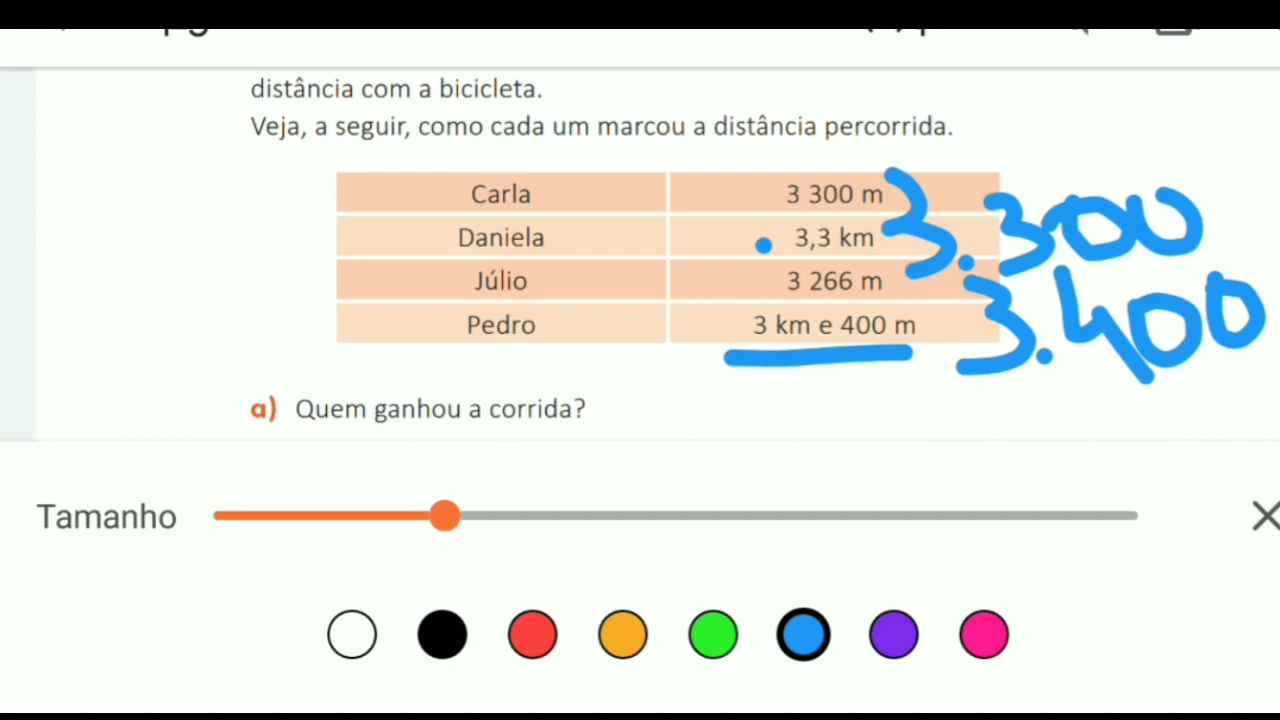 distância com a bicicleta.
Veja, a seguir, como cada um marcou a distância percorrida.
Carla 3 300 m
Daniela 3,3 km 3.300
Júlio 3 266 m
Pedro 3 km e 400 m 3.400
a) Quem ganhou a corrida?
Tamanho